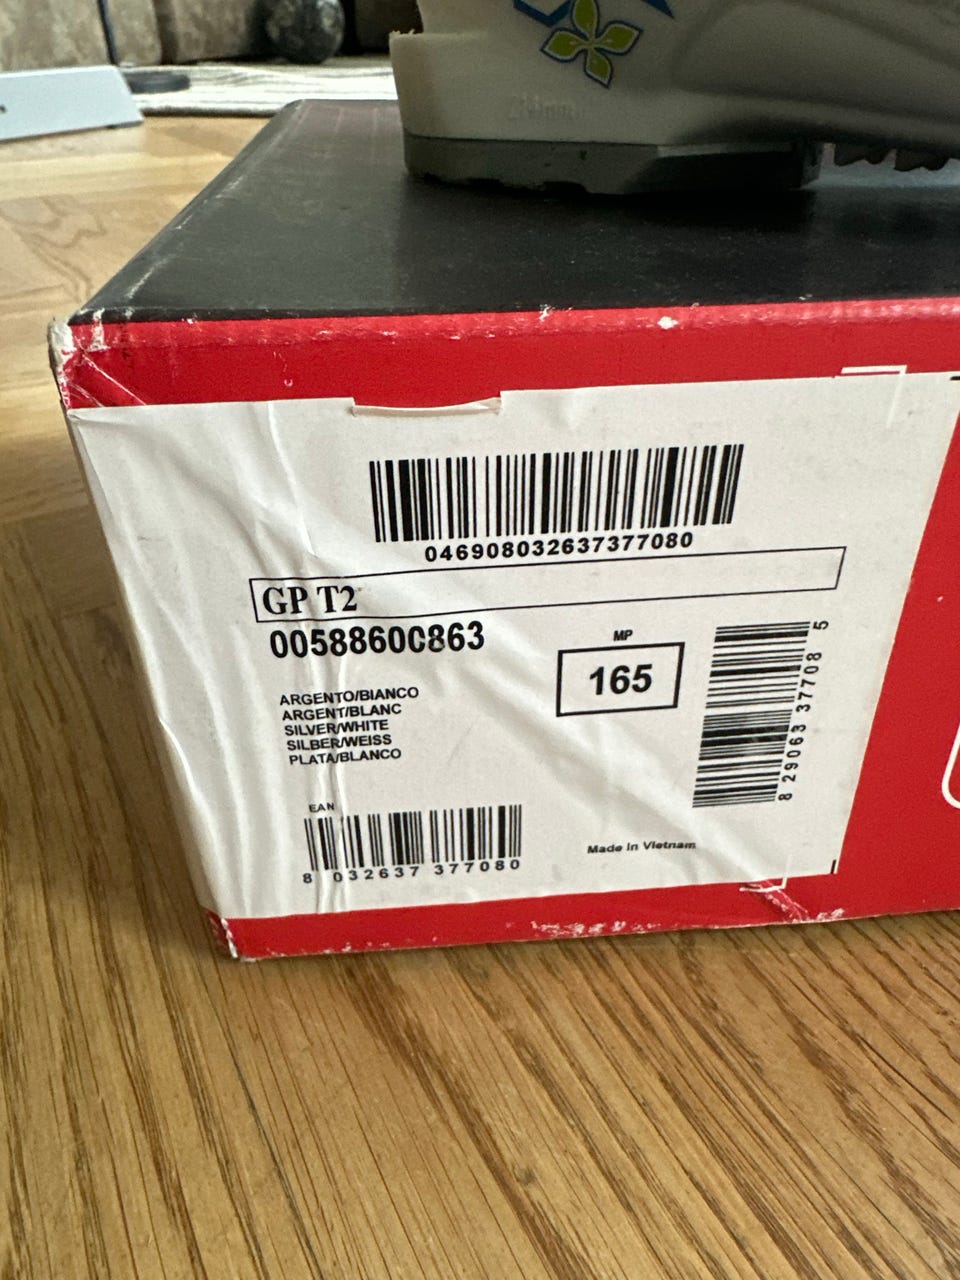 046908032637377080
GP T2
0058860C863
MP
165
ARGENTO/BIANCO
ARGENT/BLANC
SILVER/WHITE
SILBER/WEISS
PLATA/BLANCO
8 29063 37708 5
EAN
8 032637 377080
Made In Vietnam